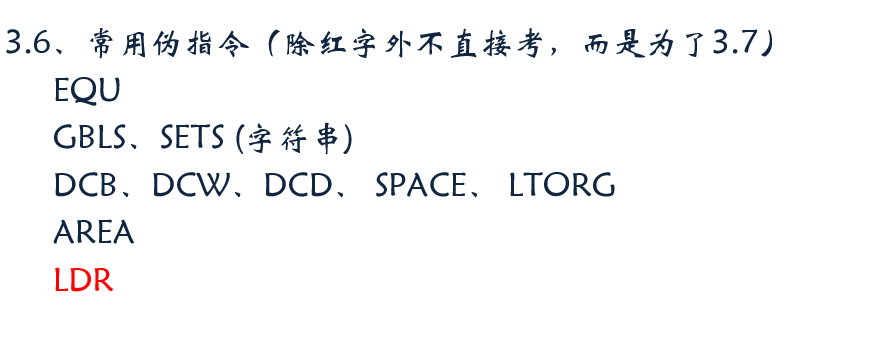 3.6、常用伪指令（除红字外不直接考，而是为了3.7）
EQU
GBLS、SETS (字符串)
DCB、DCW、DCD、 SPACE、 LTORG
AREA
LDR